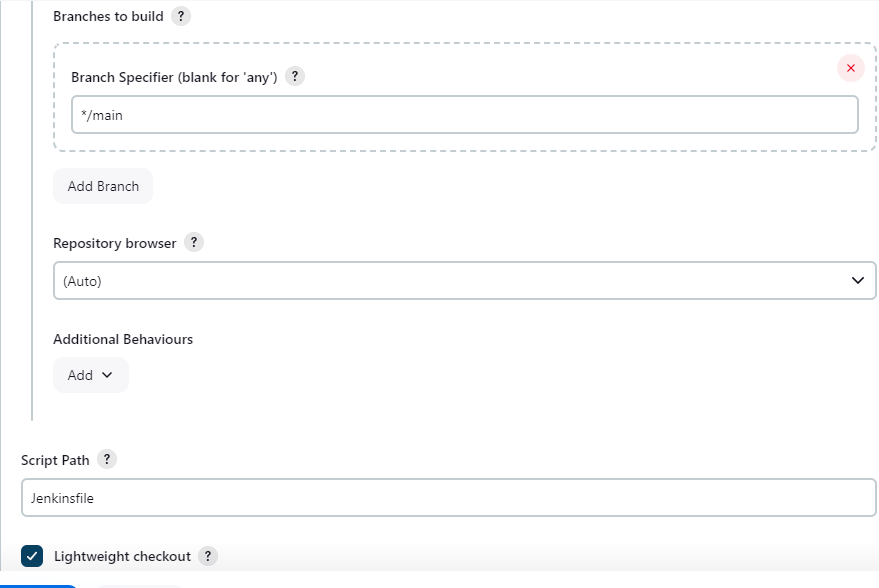 Branches to build ?
Branch Specifier (blank for 'any') ?
*/main
Add Branch
Repository browser ?
(Auto)
Additional Behaviours
Add
Script Path ?
Jenkinsfile
Lightweight checkout ?